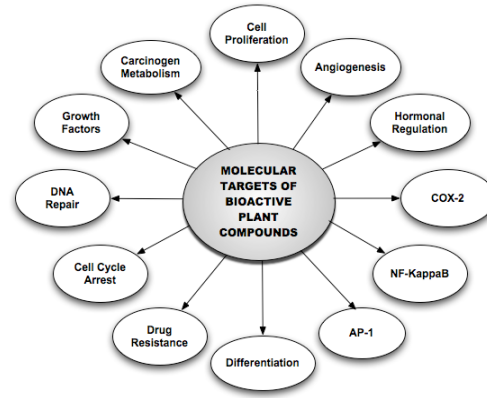 Cell
Proliferation
Angiogenesis
Hormonal
Regulation
COX-2
NF-KappaB
AP-1
Differentiation
Drug
Resistance
Cell Cycle
Arrest
DNA
Repair
Growth
Factors
Carcinogen
Metabolism
MOLECULAR
TARGETS OF
BIOACTIVE
PLANT
COMPOUNDS